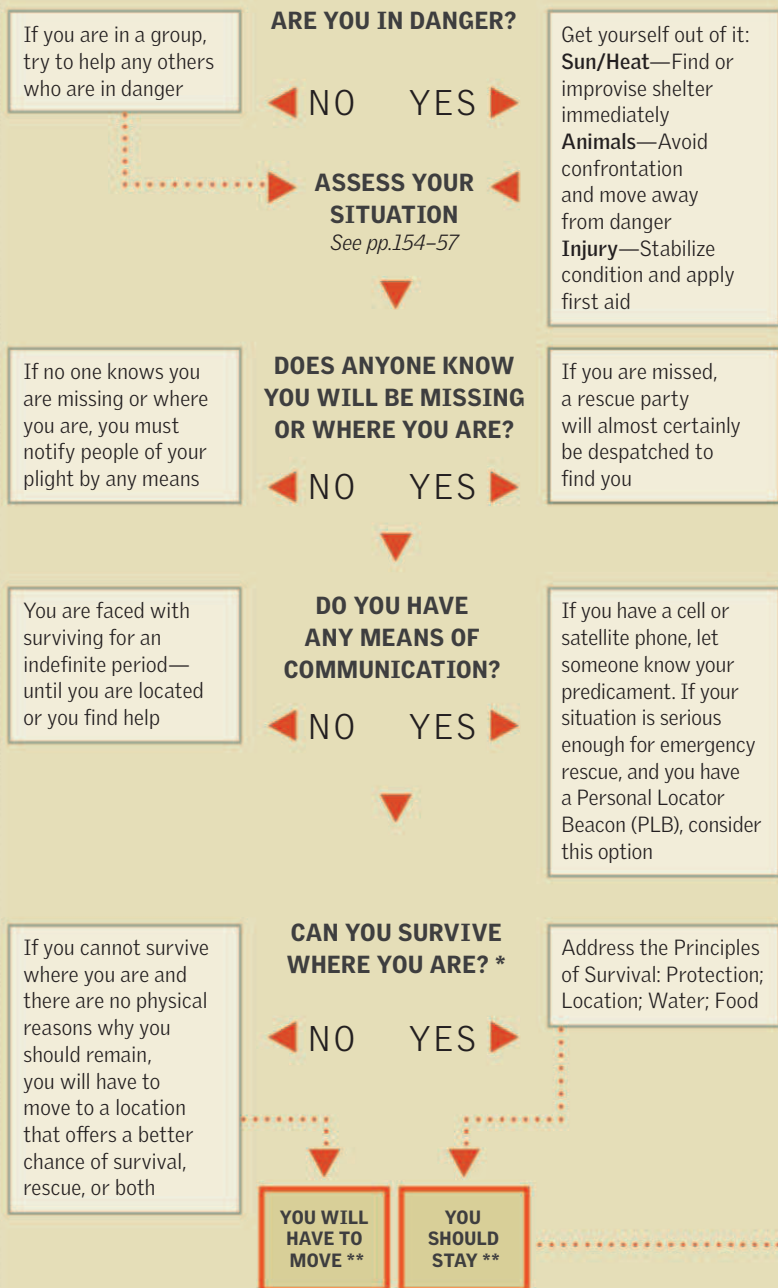 ARE YOU IN DANGER?
If you are in a group,
try to help any others
who are in danger
NO YES
Get yourself out of it:
Sun/Heat—Find or
improvise shelter
immediately
Animals—Avoid
confrontation
and move away
from danger
Injury—Stabilize
condition and apply
first aid
ASSESS YOUR
SITUATION
See pp.154–57
DOES ANYONE KNOW
YOU WILL BE MISSING
OR WHERE YOU ARE?
If no one knows you
are missing or where
you are, you must
notify people of your
plight by any means
NO YES
If you are missed,
a rescue party
will almost certainly
be despatched to
find you
DO YOU HAVE
ANY MEANS OF
COMMUNICATION?
You are faced with
surviving for an
indefinite period—
until you are located
or you find help
NO YES
If you have a cell or
satellite phone, let
someone know your
predicament. If your
situation is serious
enough for emergency
rescue, and you have
a Personal Locator
Beacon (PLB), consider
this option
CAN YOU SURVIVE
WHERE YOU ARE? *
If you cannot survive
where you are and
there are no physical
reasons why you
should remain,
you will have to
move to a location
that offers a better
chance of survival,
rescue, or both
NO YES
Address the Principles
of Survival: Protection;
Location; Water; Food
YOU WILL
HAVE TO
MOVE **
YOU
SHOULD
STAY **